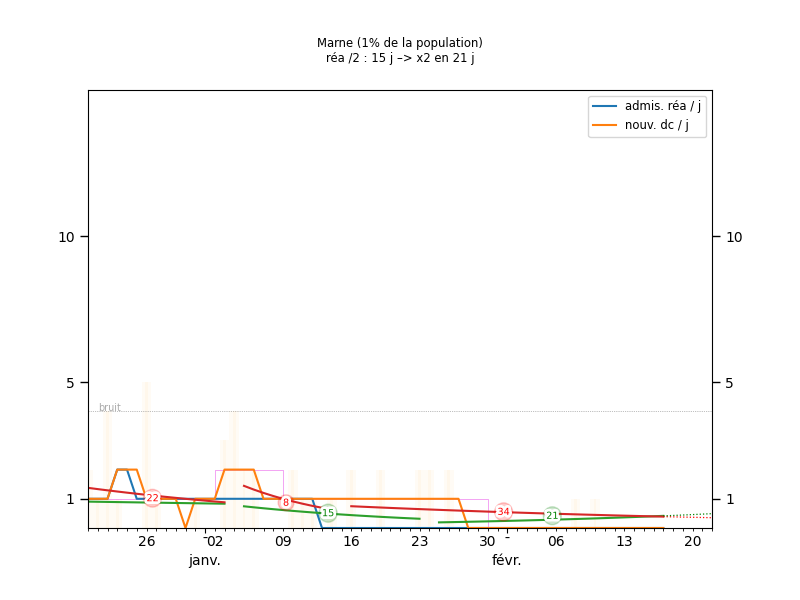 Marne (1% de la population)
réa /2 : 15 j –> x2 en 21 j
admis. réa / j
nouv. dc / j
10 10
5 5
bruit
1 1
22 8 15 34 21
26 02 09 16 23 30 06 13 20
janv. févr.